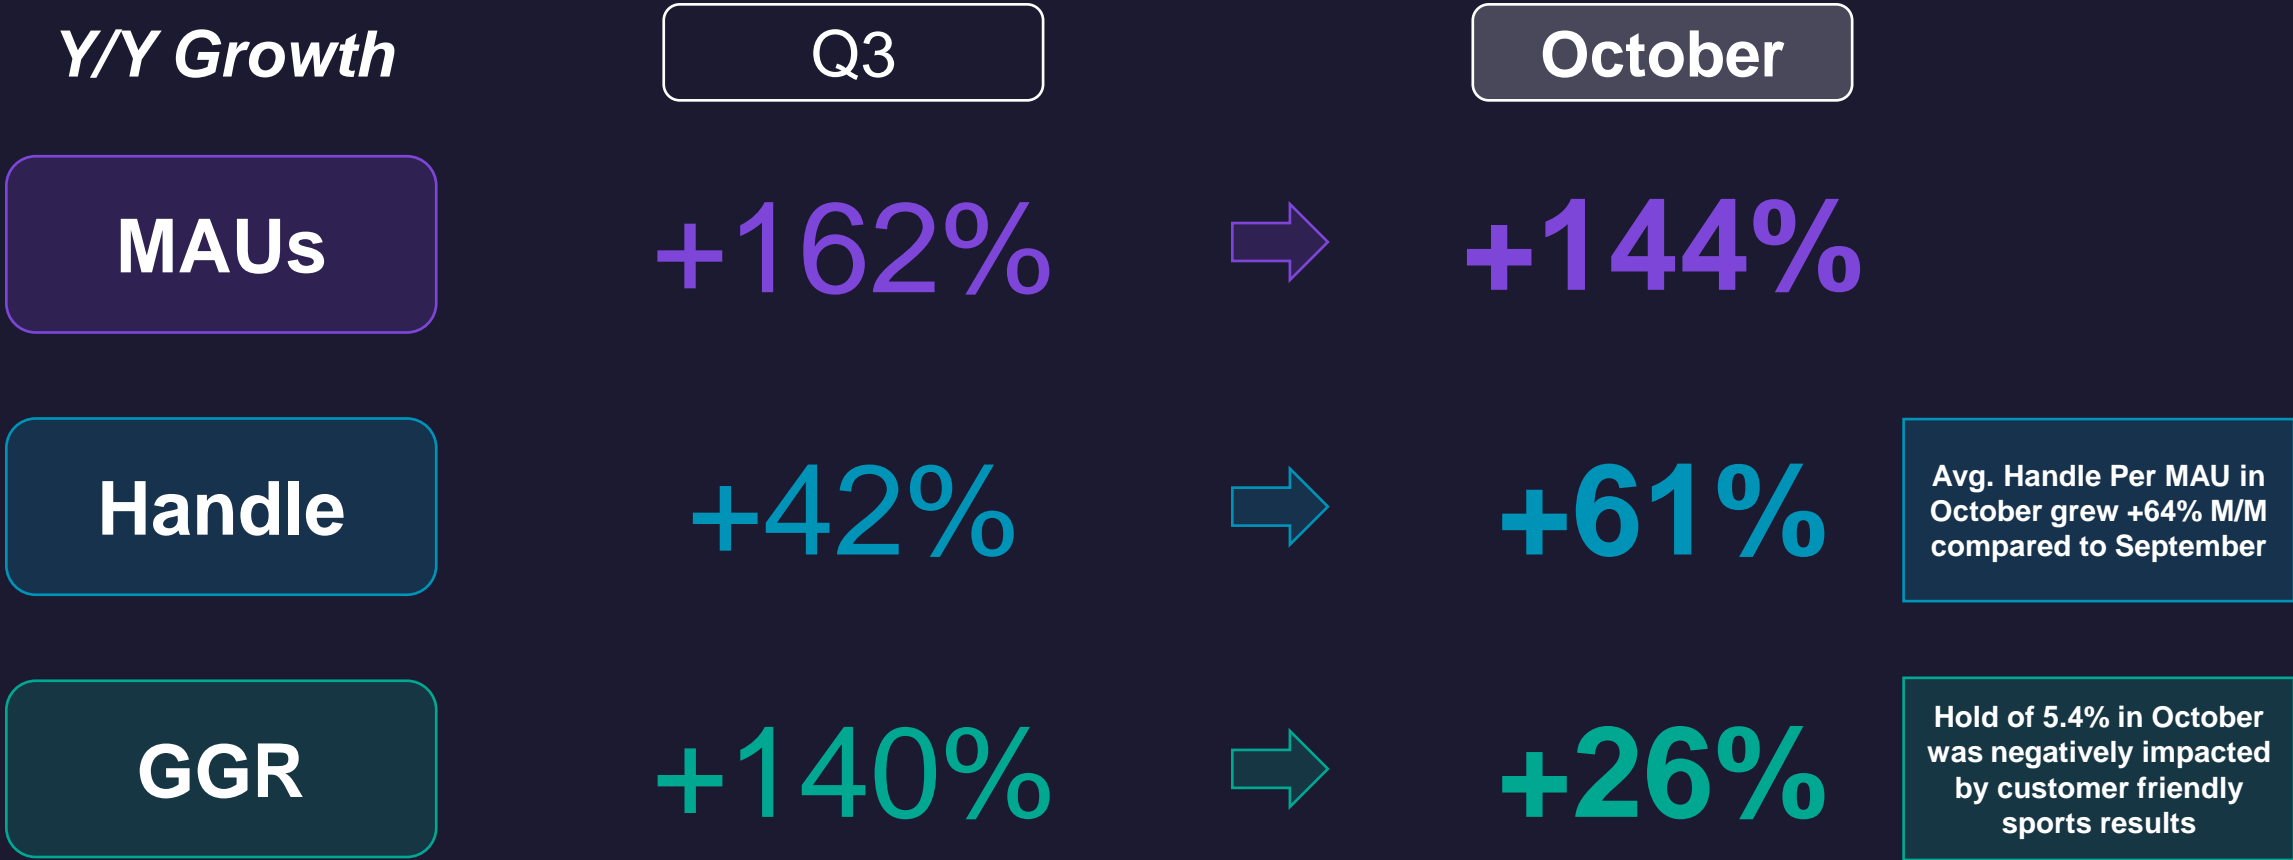 Y/Y Growth
Q3
October
MAUs
+162%
+144%
Handle
+42%
+61%
Avg. Handle Per MAU in
October grew +64% M/M
compared to September
GGR
+140%
+26%
Hold of 5.4% in October
was negatively impacted
by customer friendly
sports results